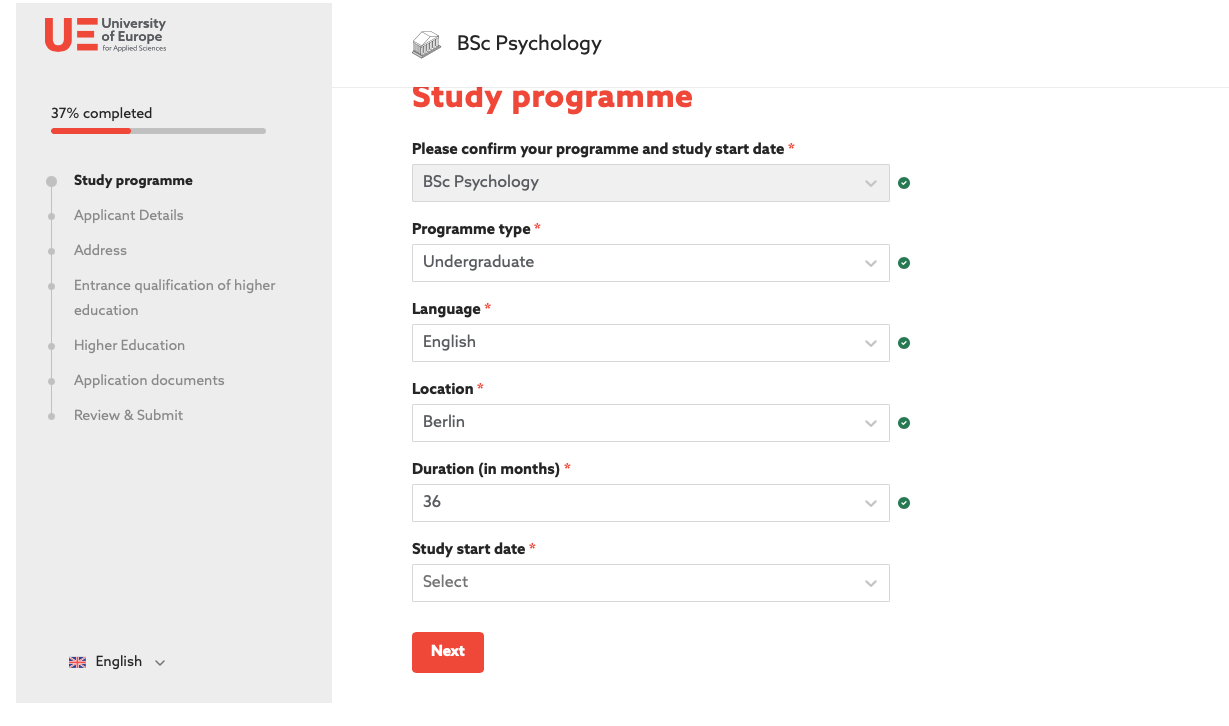 University
of Europe
for Applied Sciences
37% completed
Study programme
Applicant Details
Address
Entrance qualification of higher
education
Higher Education
Application documents
Review & Submit
English
BSc Psychology
Study programme
Please confirm your programme and study start date *
BSc Psychology
Programme type *
Undergraduate
Language *
English
Location *
Berlin
Duration (in months) *
36
Study start date *
Select
Next